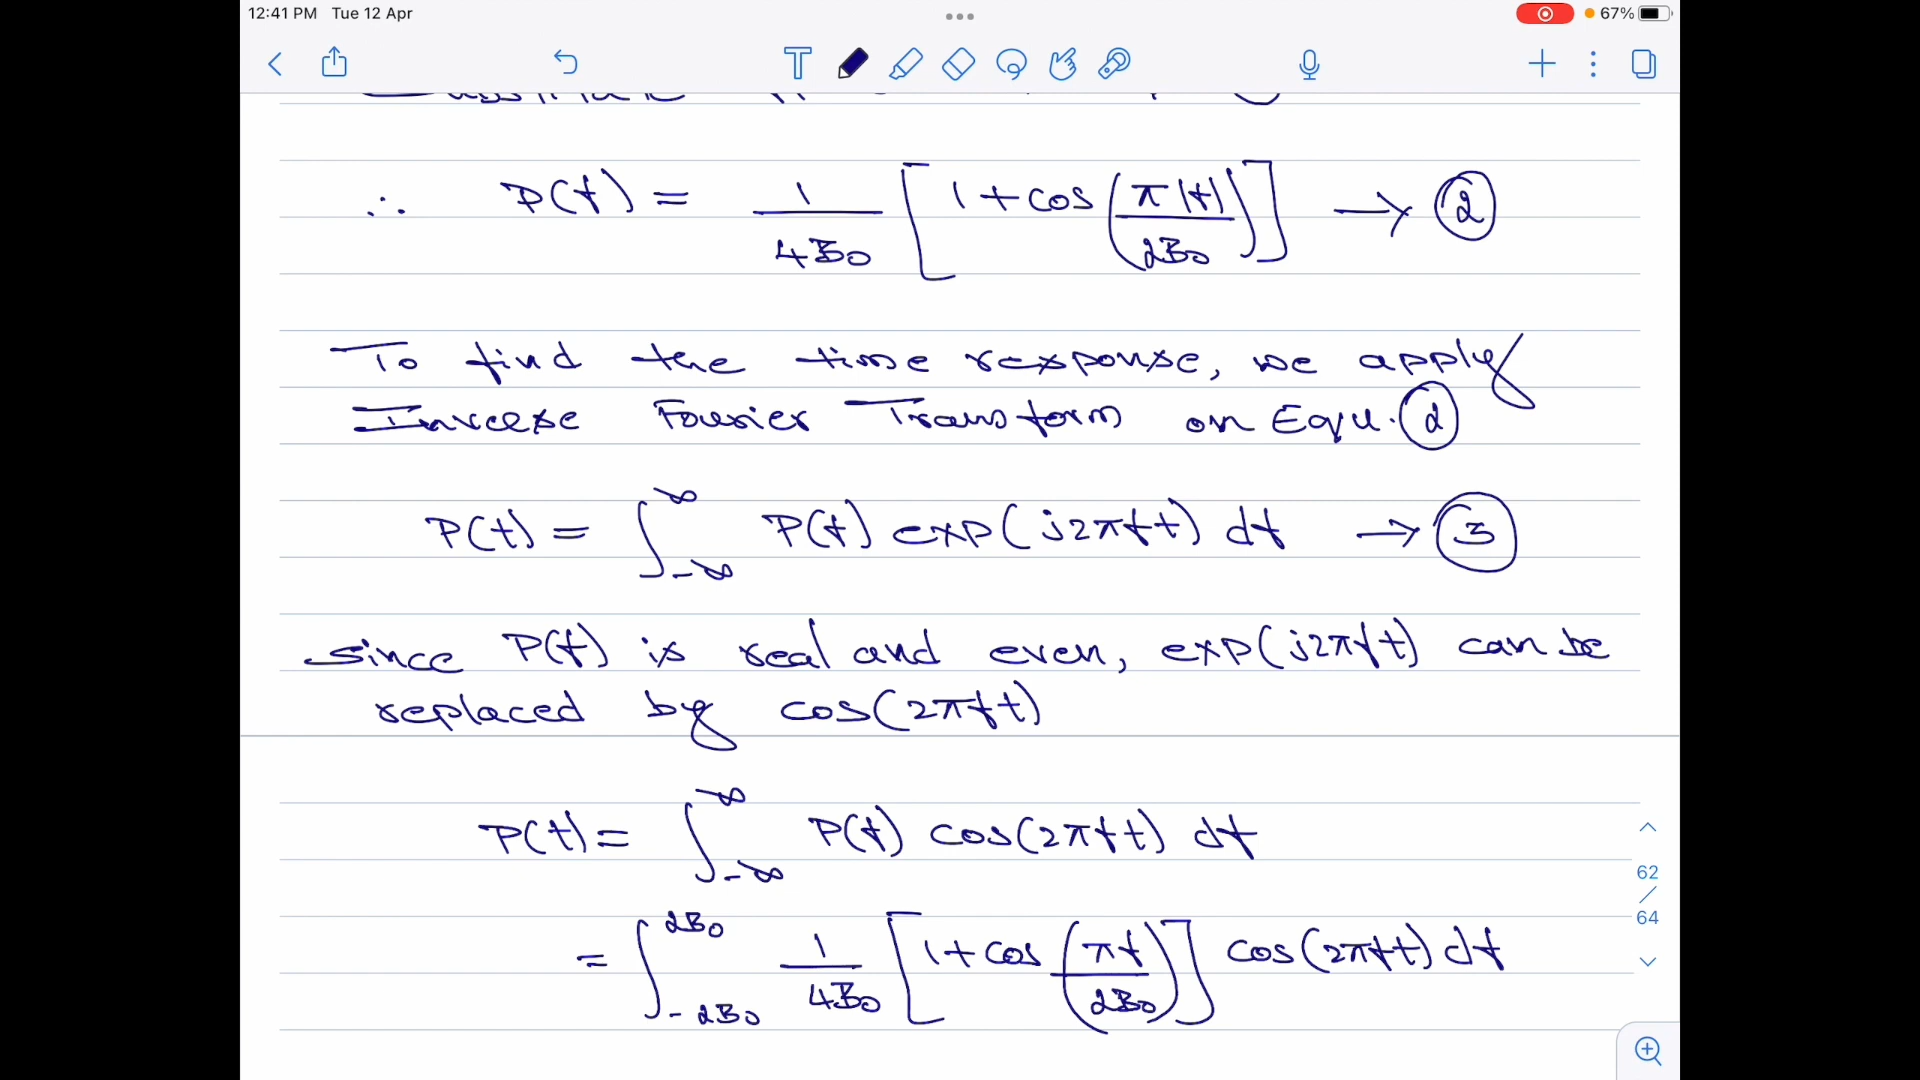 12:41 PM Tue 12 Apr
67%
∴ P(f) = 1/4B₀ [1 + cos(π|f|/2B₀)] → ②
To find the time response, we apply
Inverse Fourier Transform on Equ. ②
P(t) = ∫_{-∞}^{∞} P(f) exp(j2πft) df → ③
since P(f) is real and even, exp(j2πft) can be
replaced by cos(2πft)
P(t) = ∫_{-∞}^{∞} P(f) cos(2πft) df
= ∫_{-2B₀}^{2B₀} 1/4B₀ [1 + cos(πf/2B₀)] cos(2πft) df
62
/
64